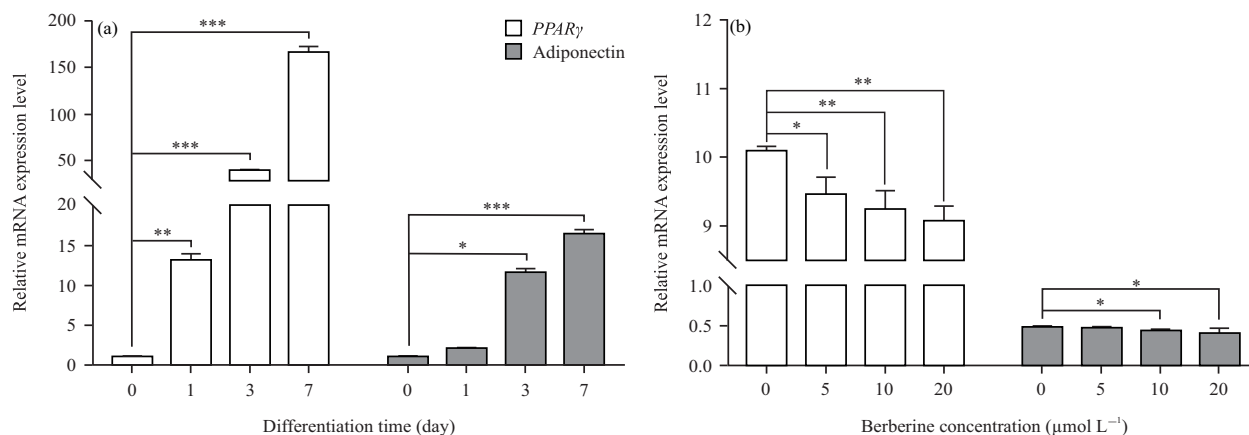 (a)
PPARγ
Adiponectin
Relative mRNA expression level
200
150
100
50
20
15
10
5
0
***
***
**
***
*
0 1 3 7 0 1 3 7
Differentiation time (day)
(b)
Relative mRNA expression level
12
11
10
9
1.0
0.5
0.0
**
**
*
*
*
0 5 10 20 0 5 10 20
Berberine concentration (µmol L⁻¹)